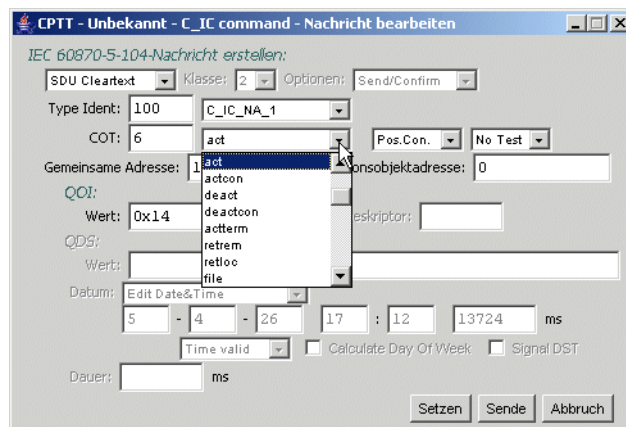 CPTT - Unbekannt - C_IC command - Nachricht bearbeiten
IEC 60870-5-104-Nachricht erstellen:
SDU Cleartext Klasse: 2 Optionen: Send/Confirm
Type Ident: 100 C_IC_NA_1
COT: 6 act Pos.Con. No Test
Gemeinsame Adresse: 1 onsobjektadresse: 0
act
actcon
deact
deactcon
actterm
retrem
retloc
file
QOI:
Wert: 0x14 eskriptor:
QDS:
Wert:
Datum: Edit Date&Time
5 - 4 - 26 17 : 12 13724 ms
Time valid Calculate Day Of Week Signal DST
Dauer: ms
Setzen Sende Abbruch